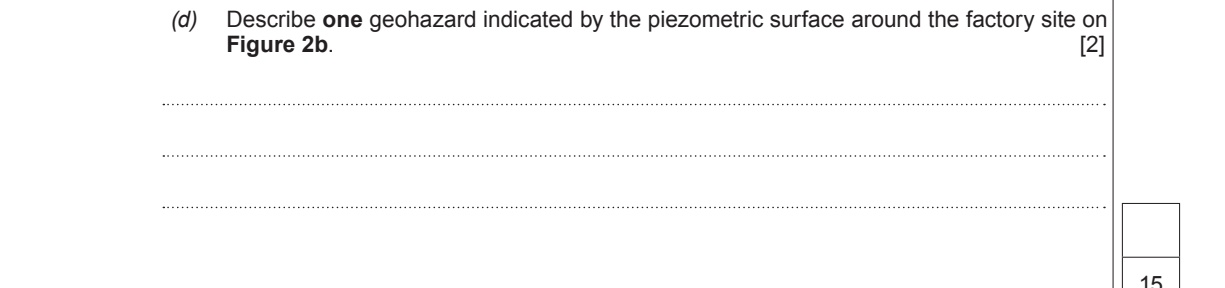 (d) Describe one geohazard indicated by the piezometric surface around the factory site on
Figure 2b. [2]
15